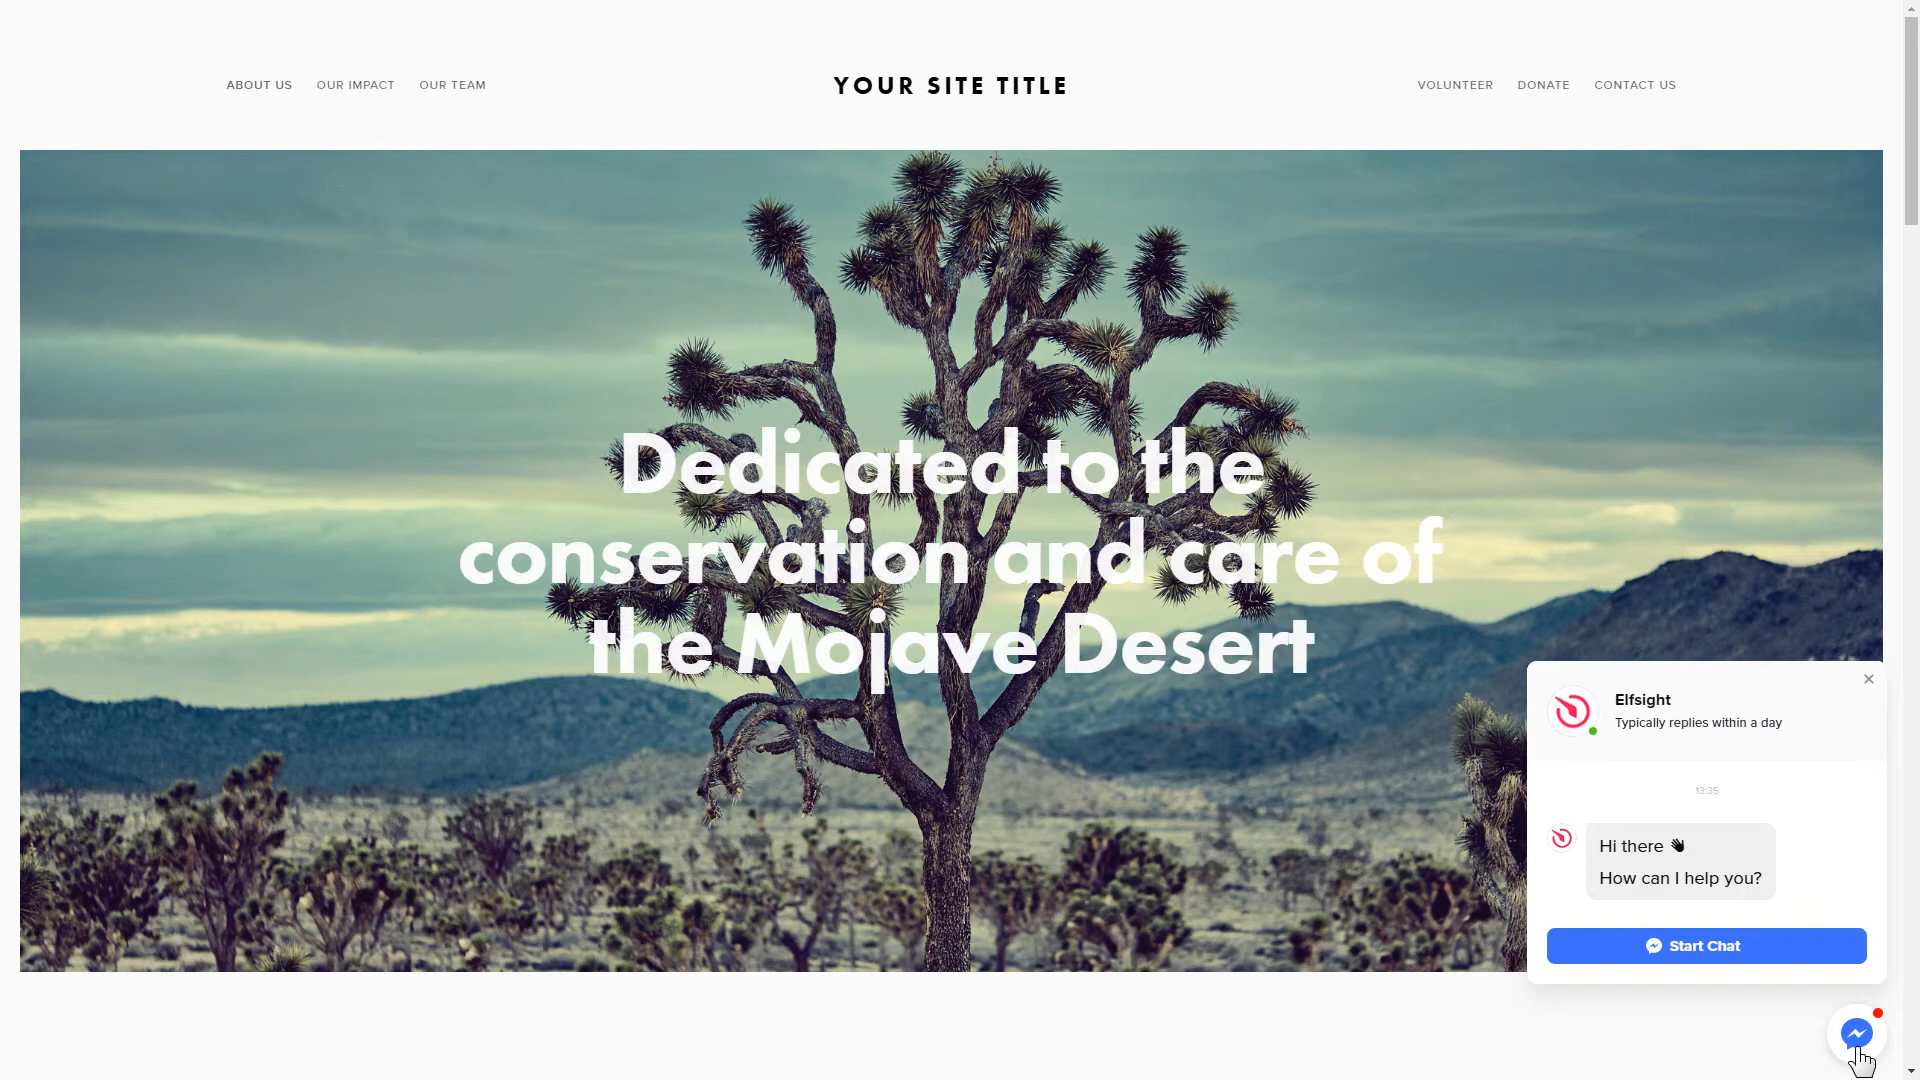 ABOUT US OUR IMPACT OUR TEAM YOUR SITE TITLE VOLUNTEER DONATE CONTACT US
Dedicated to the
conservation and care of
the Mojave Desert
Elfsight
Typically replies within a day
13:35
Hi there 👋
How can I help you?
Start Chat